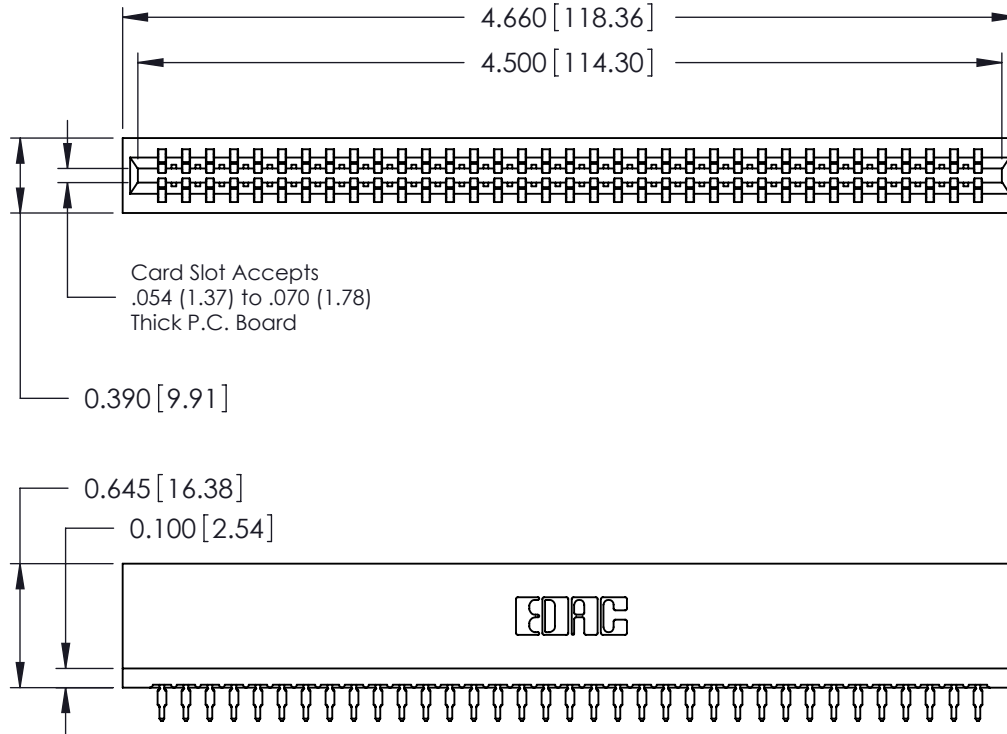 4.660 [118.36]
4.500 [114.30]
Card Slot Accepts
.054 (1.37) to .070 (1.78)
Thick P.C. Board
0.390 [9.91]
0.645 [16.38]
0.100 [2.54]
EDAC